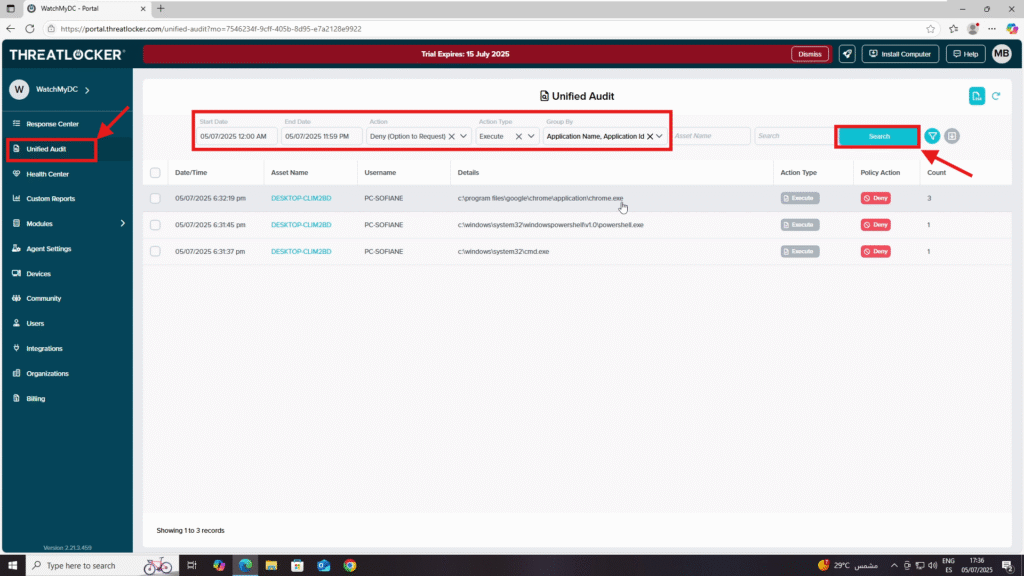 WatchMyDC - Portal
https://portal.threatlocker.com/unified-audit?mo=7546234f-9cff-405b-8d95-e7a2128e9922
THREATLOCKER
Trial Expires: 15 July 2025
Dismiss
Install Computer
Help
MB
W WatchMyDC
Response Center
Unified Audit
Health Center
Custom Reports
Modules
Agent Settings
Devices
Community
Users
Integrations
Organizations
Billing
Version 2.21.3.459
Unified Audit
Start Date End Date Action Action Type Group By
05/07/2025 12:00 AM 05/07/2025 11:59 PM Deny (Option to Request) Execute Application Name, Application Id Asset Name Search Search
Date/Time Asset Name Username Details Action Type Policy Action Count
05/07/2025 6:32:19 pm DESKTOP-CLIM2BD PC-SOFIANE c:\program files\google\chrome\application\chrome.exe Execute Deny 3
05/07/2025 6:31:45 pm DESKTOP-CLIM2BD PC-SOFIANE c:\windows\system32\windowspowershell\v1.0\powershell.exe Execute Deny 1
05/07/2025 6:31:37 pm DESKTOP-CLIM2BD PC-SOFIANE c:\windows\system32\cmd.exe Execute Deny 1
Showing 1 to 3 records
Type here to search
29°C مشمس
ENG
ES
17:36
05/07/2025
2